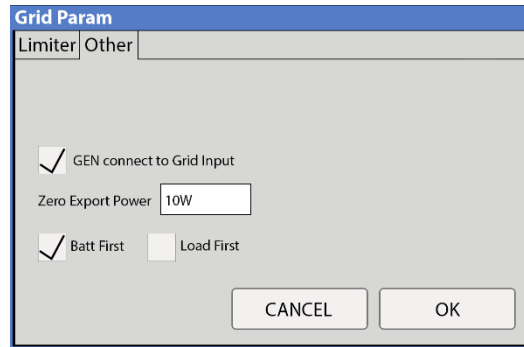 Grid Param
Limiter Other
GEN connect to Grid Input
Zero Export Power 10W
Batt First Load First
CANCEL OK